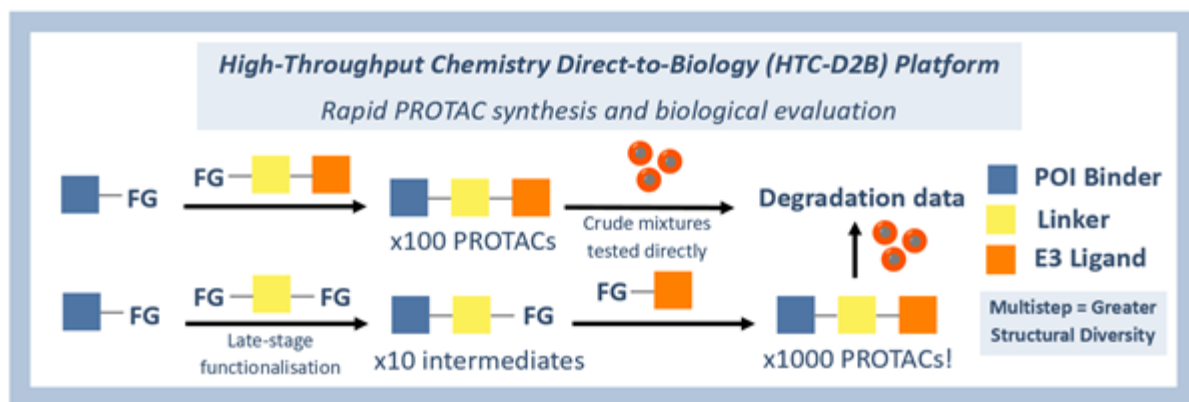 High-Throughput Chemistry Direct-to-Biology (HTC-D2B) Platform
Rapid PROTAC synthesis and biological evaluation
FG
FG
x100 PROTACs
Crude mixtures
tested directly
Degradation data
POI Binder
Linker
E3 Ligand
FG
FG
FG
Late-stage
functionalisation
FG
x10 intermediates
FG
x1000 PROTACs!
Multistep = Greater
Structural Diversity